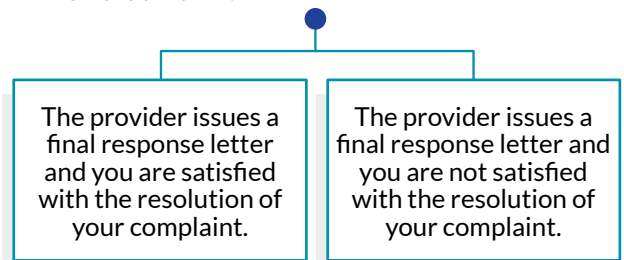 The provider issues a
final response letter
and you are satisfied
with the resolution of
your complaint.
The provider issues a
final response letter and
you are not satisfied
with the resolution of
your complaint.